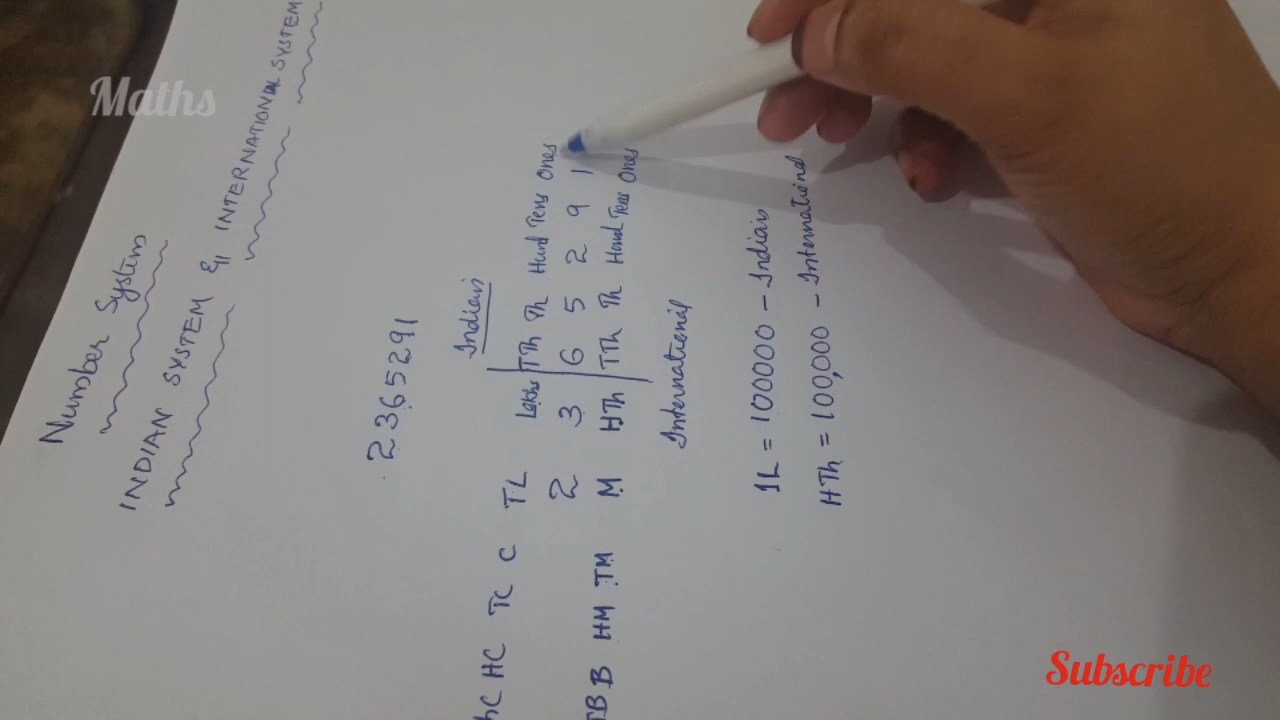 Maths
Number System
INDIAN SYSTEM & INTERNATIONAL SYSTEM
2365291
Indian
HC TC C TL Lakhs TTh Th Hund Tens Ones
2 3 6 5 2 9 1
TB B HM TM M HTh TTh Th Hund Tens Ones
International
1L = 100000 - Indian
HTh = 100,000 - International
Subscribe